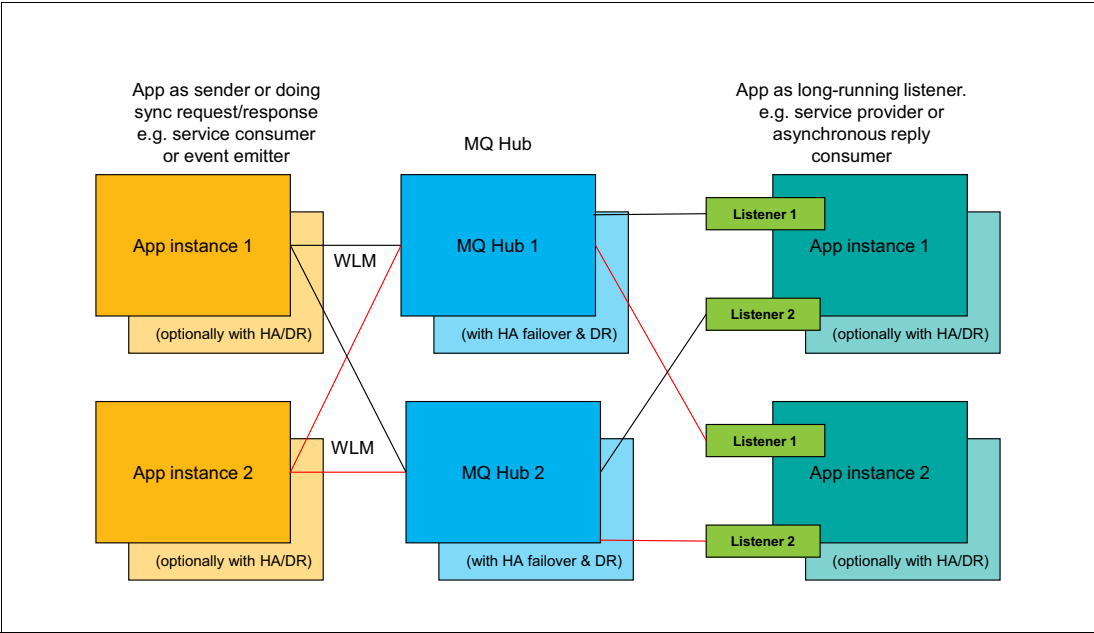 App as sender or doing
sync request/response
e.g. service consumer
or event emitter
MQ Hub
App as long-running listener.
e.g. service provider or
asynchronous reply
consumer
App instance 1
(optionally with HA/DR)
WLM
MQ Hub 1
(with HA failover & DR)
Listener 1
App instance 1
Listener 2
(optionally with HA/DR)
App instance 2
(optionally with HA/DR)
WLM
MQ Hub 2
(with HA failover & DR)
Listener 1
App instance 2
Listener 2
(optionally with HA/DR)